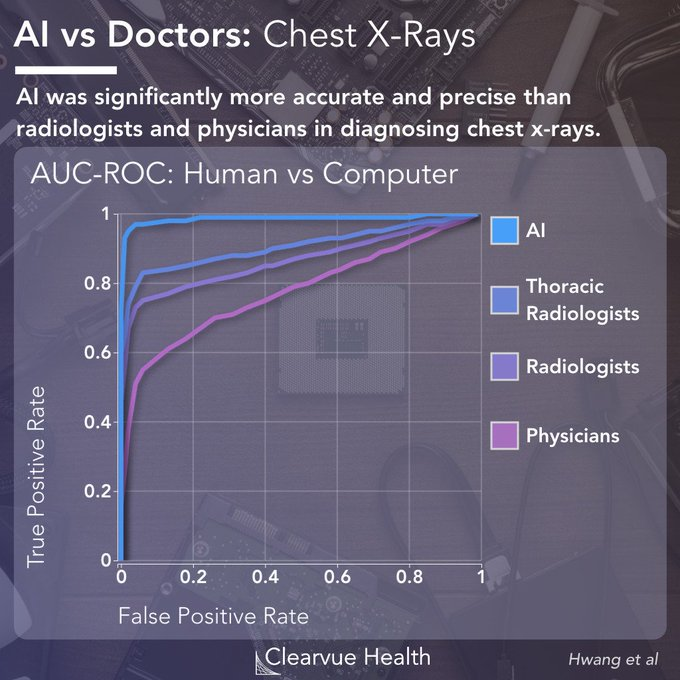 AI vs Doctors: Chest X-Rays
AI was significantly more accurate and precise than
radiologists and physicians in diagnosing chest x-rays.
AUC-ROC: Human vs Computer
1
0.8
0.6
0.4
0.2
0
True Positive Rate
0 0.2 0.4 0.6 0.8 1
False Positive Rate
AI
Thoracic
Radiologists
Radiologists
Physicians
Clearvue Health
Hwang et al